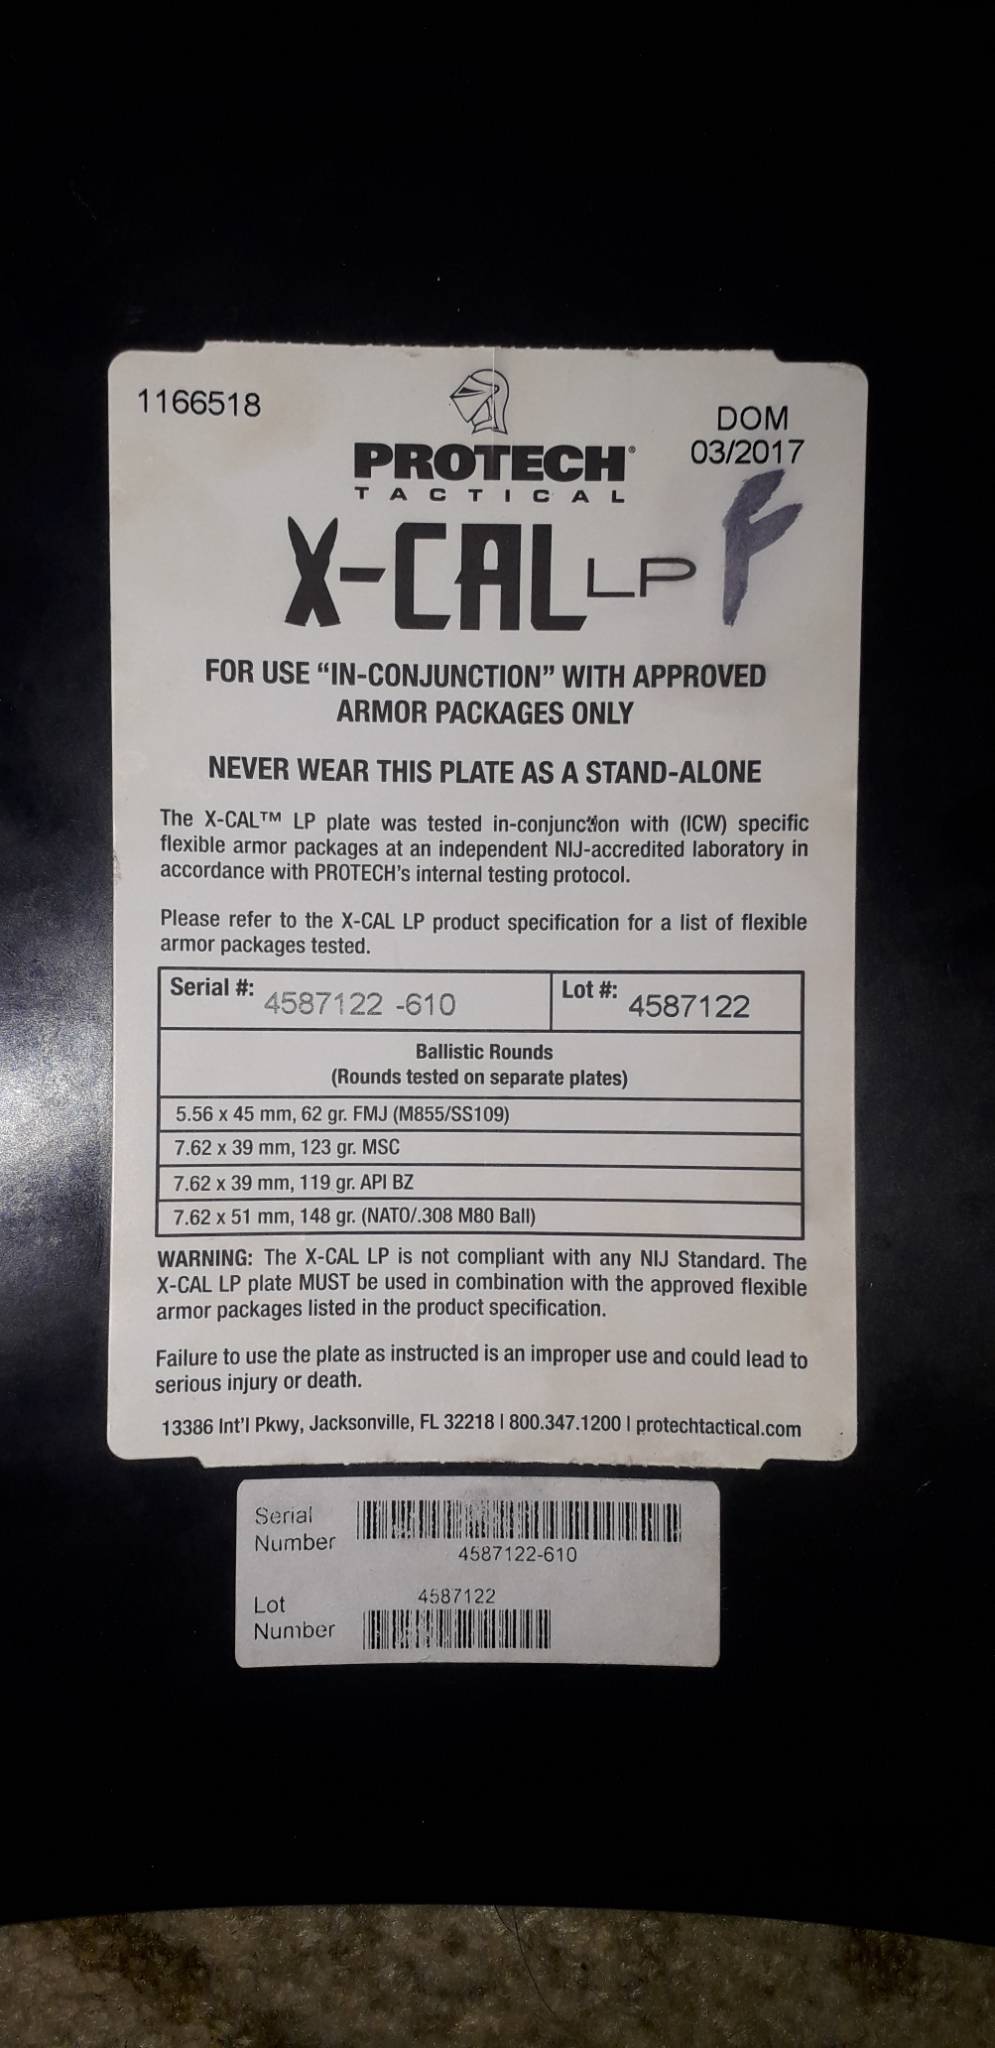 1166518
DOM
03/2017
PROTECH®
TACTICAL
F
X-CAL LP
FOR USE “IN-CONJUNCTION” WITH APPROVED
ARMOR PACKAGES ONLY
NEVER WEAR THIS PLATE AS A STAND-ALONE
The X-CAL™ LP plate was tested in-conjunction with (ICW) specific
flexible armor packages at an independent NIJ-accredited laboratory in
accordance with PROTECH's internal testing protocol.
Please refer to the X-CAL LP product specification for a list of flexible
armor packages tested.
Serial #: 4587122 -610
Lot #: 4587122
Ballistic Rounds
(Rounds tested on separate plates)
5.56 x 45 mm, 62 gr. FMJ (M855/SS109)
7.62 x 39 mm, 123 gr. MSC
7.62 x 39 mm, 119 gr. API BZ
7.62 x 51 mm, 148 gr. (NATO/.308 M80 Ball)
WARNING: The X-CAL LP is not compliant with any NIJ Standard. The
X-CAL LP plate MUST be used in combination with the approved flexible
armor packages listed in the product specification.
Failure to use the plate as instructed is an improper use and could lead to
serious injury or death.
13386 Int'l Pkwy, Jacksonville, FL 32218 | 800.347.1200 | protechtactical.com
Serial
Number
4587122-610
4587122
Lot
Number